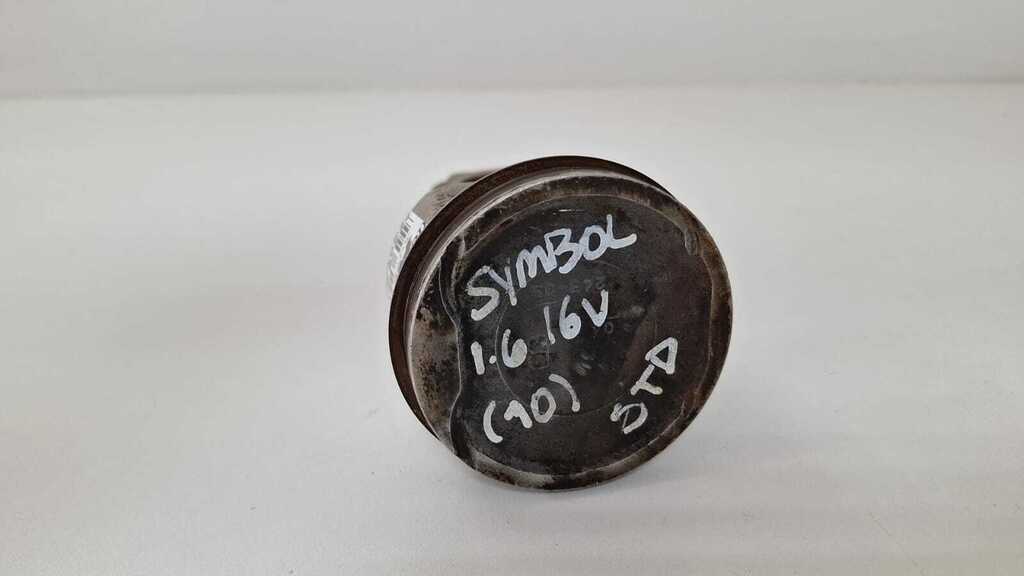 SYMBOL
1.6 16V
(90)
STD